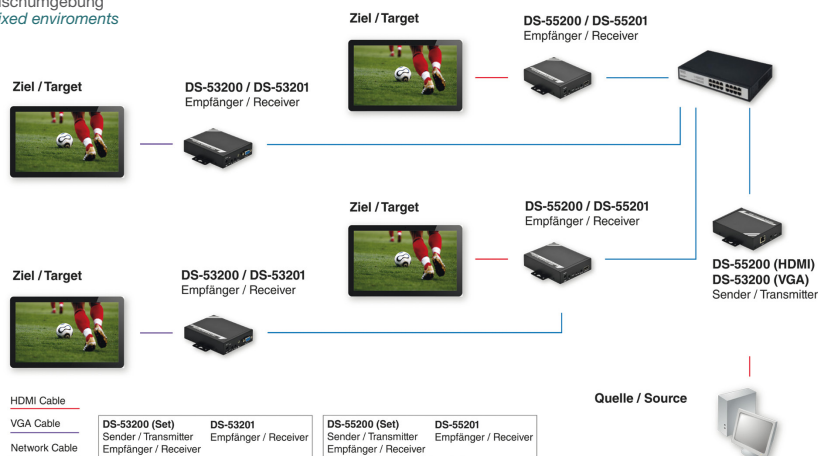 ixed enviroments
Ziel / Target
DS-55200 / DS-55201
Empfänger / Receiver
Ziel / Target
DS-53200 / DS-53201
Empfänger / Receiver
Ziel / Target
DS-55200 / DS-55201
Empfänger / Receiver
DS-55200 (HDMI)
DS-53200 (VGA)
Sender / Transmitter
Ziel / Target
DS-53200 / DS-53201
Empfänger / Receiver
Quelle / Source
HDMI Cable
VGA Cable
Network Cable
DS-53200 (Set)
Sender / Transmitter
Empfänger / Receiver
DS-53201
Empfänger / Receiver
DS-55200 (Set)
Sender / Transmitter
Empfänger / Receiver
DS-55201
Empfänger / Receiver